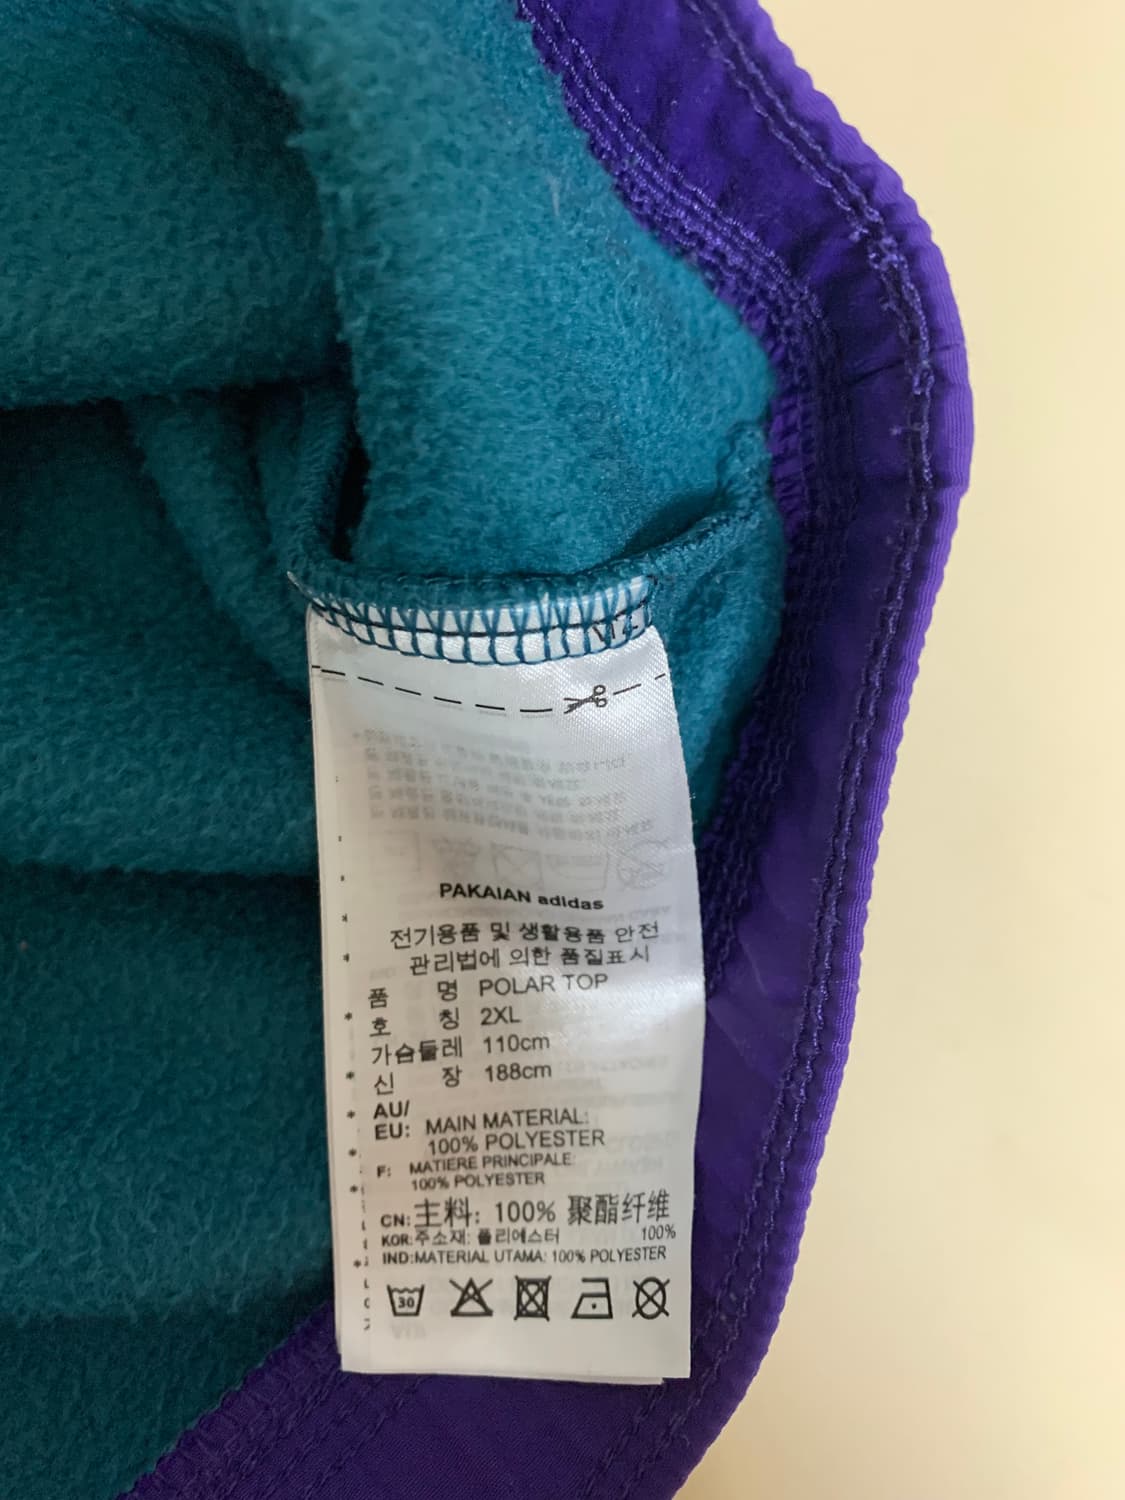 PAKAIAN adidas
전기용품 및 생활용품 안전
관리법에 의한 품질표시
품 명 POLAR TOP
호 칭 2XL
가슴둘레 110cm
신 장 188cm
AU/
EU: MAIN MATERIAL:
100% POLYESTER
F: MATIERE PRINCIPALE:
100% POLYESTER
CN: 主料: 100% 聚酯纤维
KOR: 주소재: 폴리에스터 100%
IND:MATERIAL UTAMA: 100% POLYESTER
30